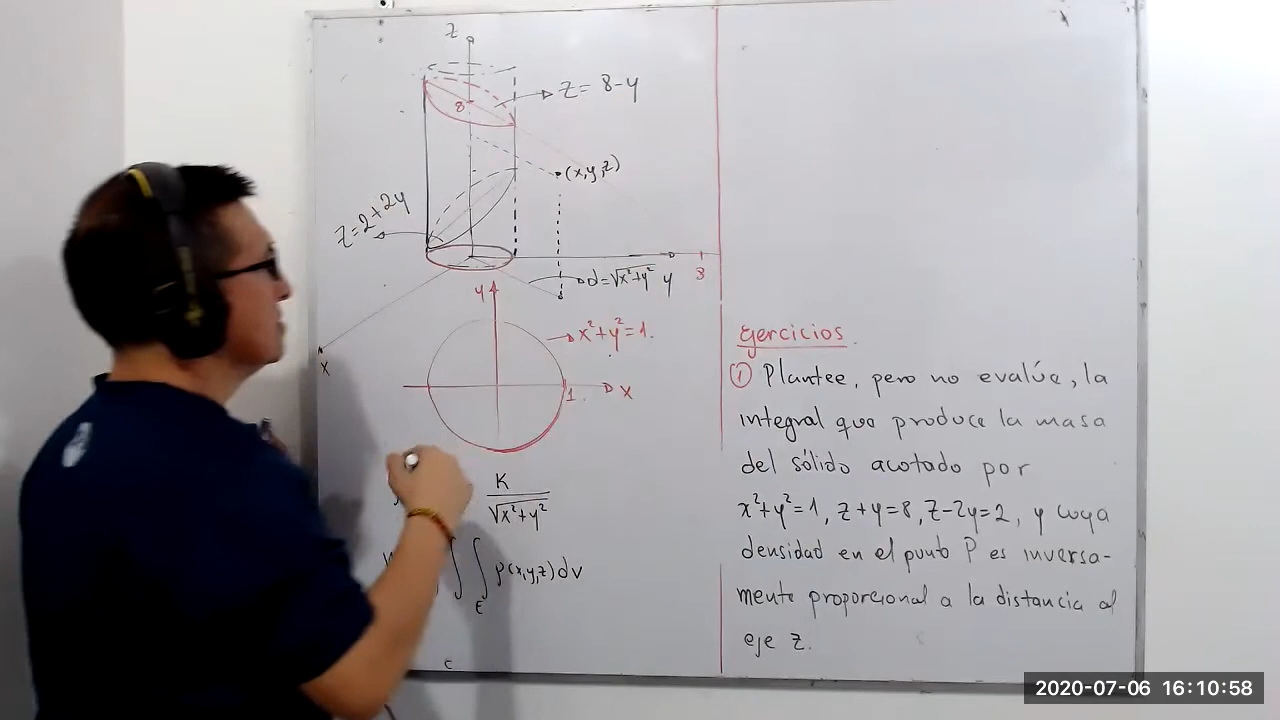 z
8
z = 8-y
(x,y,z)
z=2+2y
d=√x²+y²
y
8
x
y
x²+y²=1.
1.
x
K
√x²+y²
∫∫
E
ρ(x,y,z)dv
Ejercicios.
① Plantee, pero no evalúe, la
integral que produce la masa
del sólido acotado por
x²+y²=1, z+y=8, z-2y=2, y cuya
densidad en el punto P es inversa-
mente proporcional a la distancia al
eje z.
2020-07-06 16:10:58